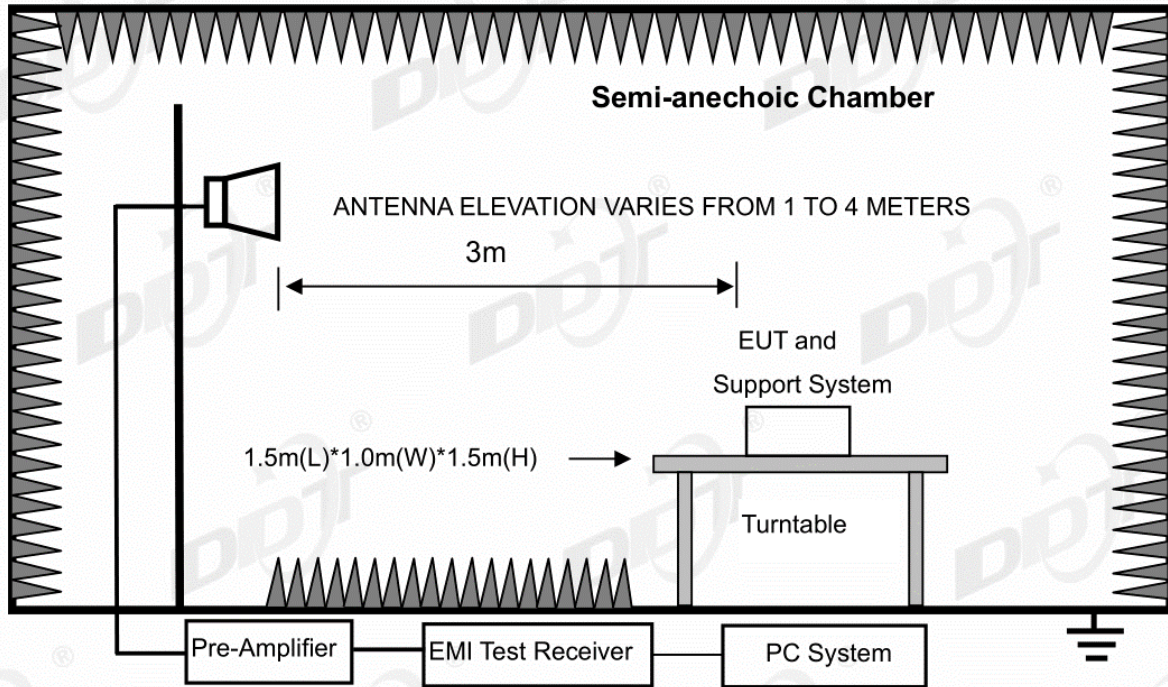 Semi-anechoic Chamber
ANTENNA ELEVATION VARIES FROM 1 TO 4 METERS
3m
EUT and
Support System
1.5m(L)*1.0m(W)*1.5m(H)
Turntable
Pre-Amplifier
EMI Test Receiver
PC System
DDT®